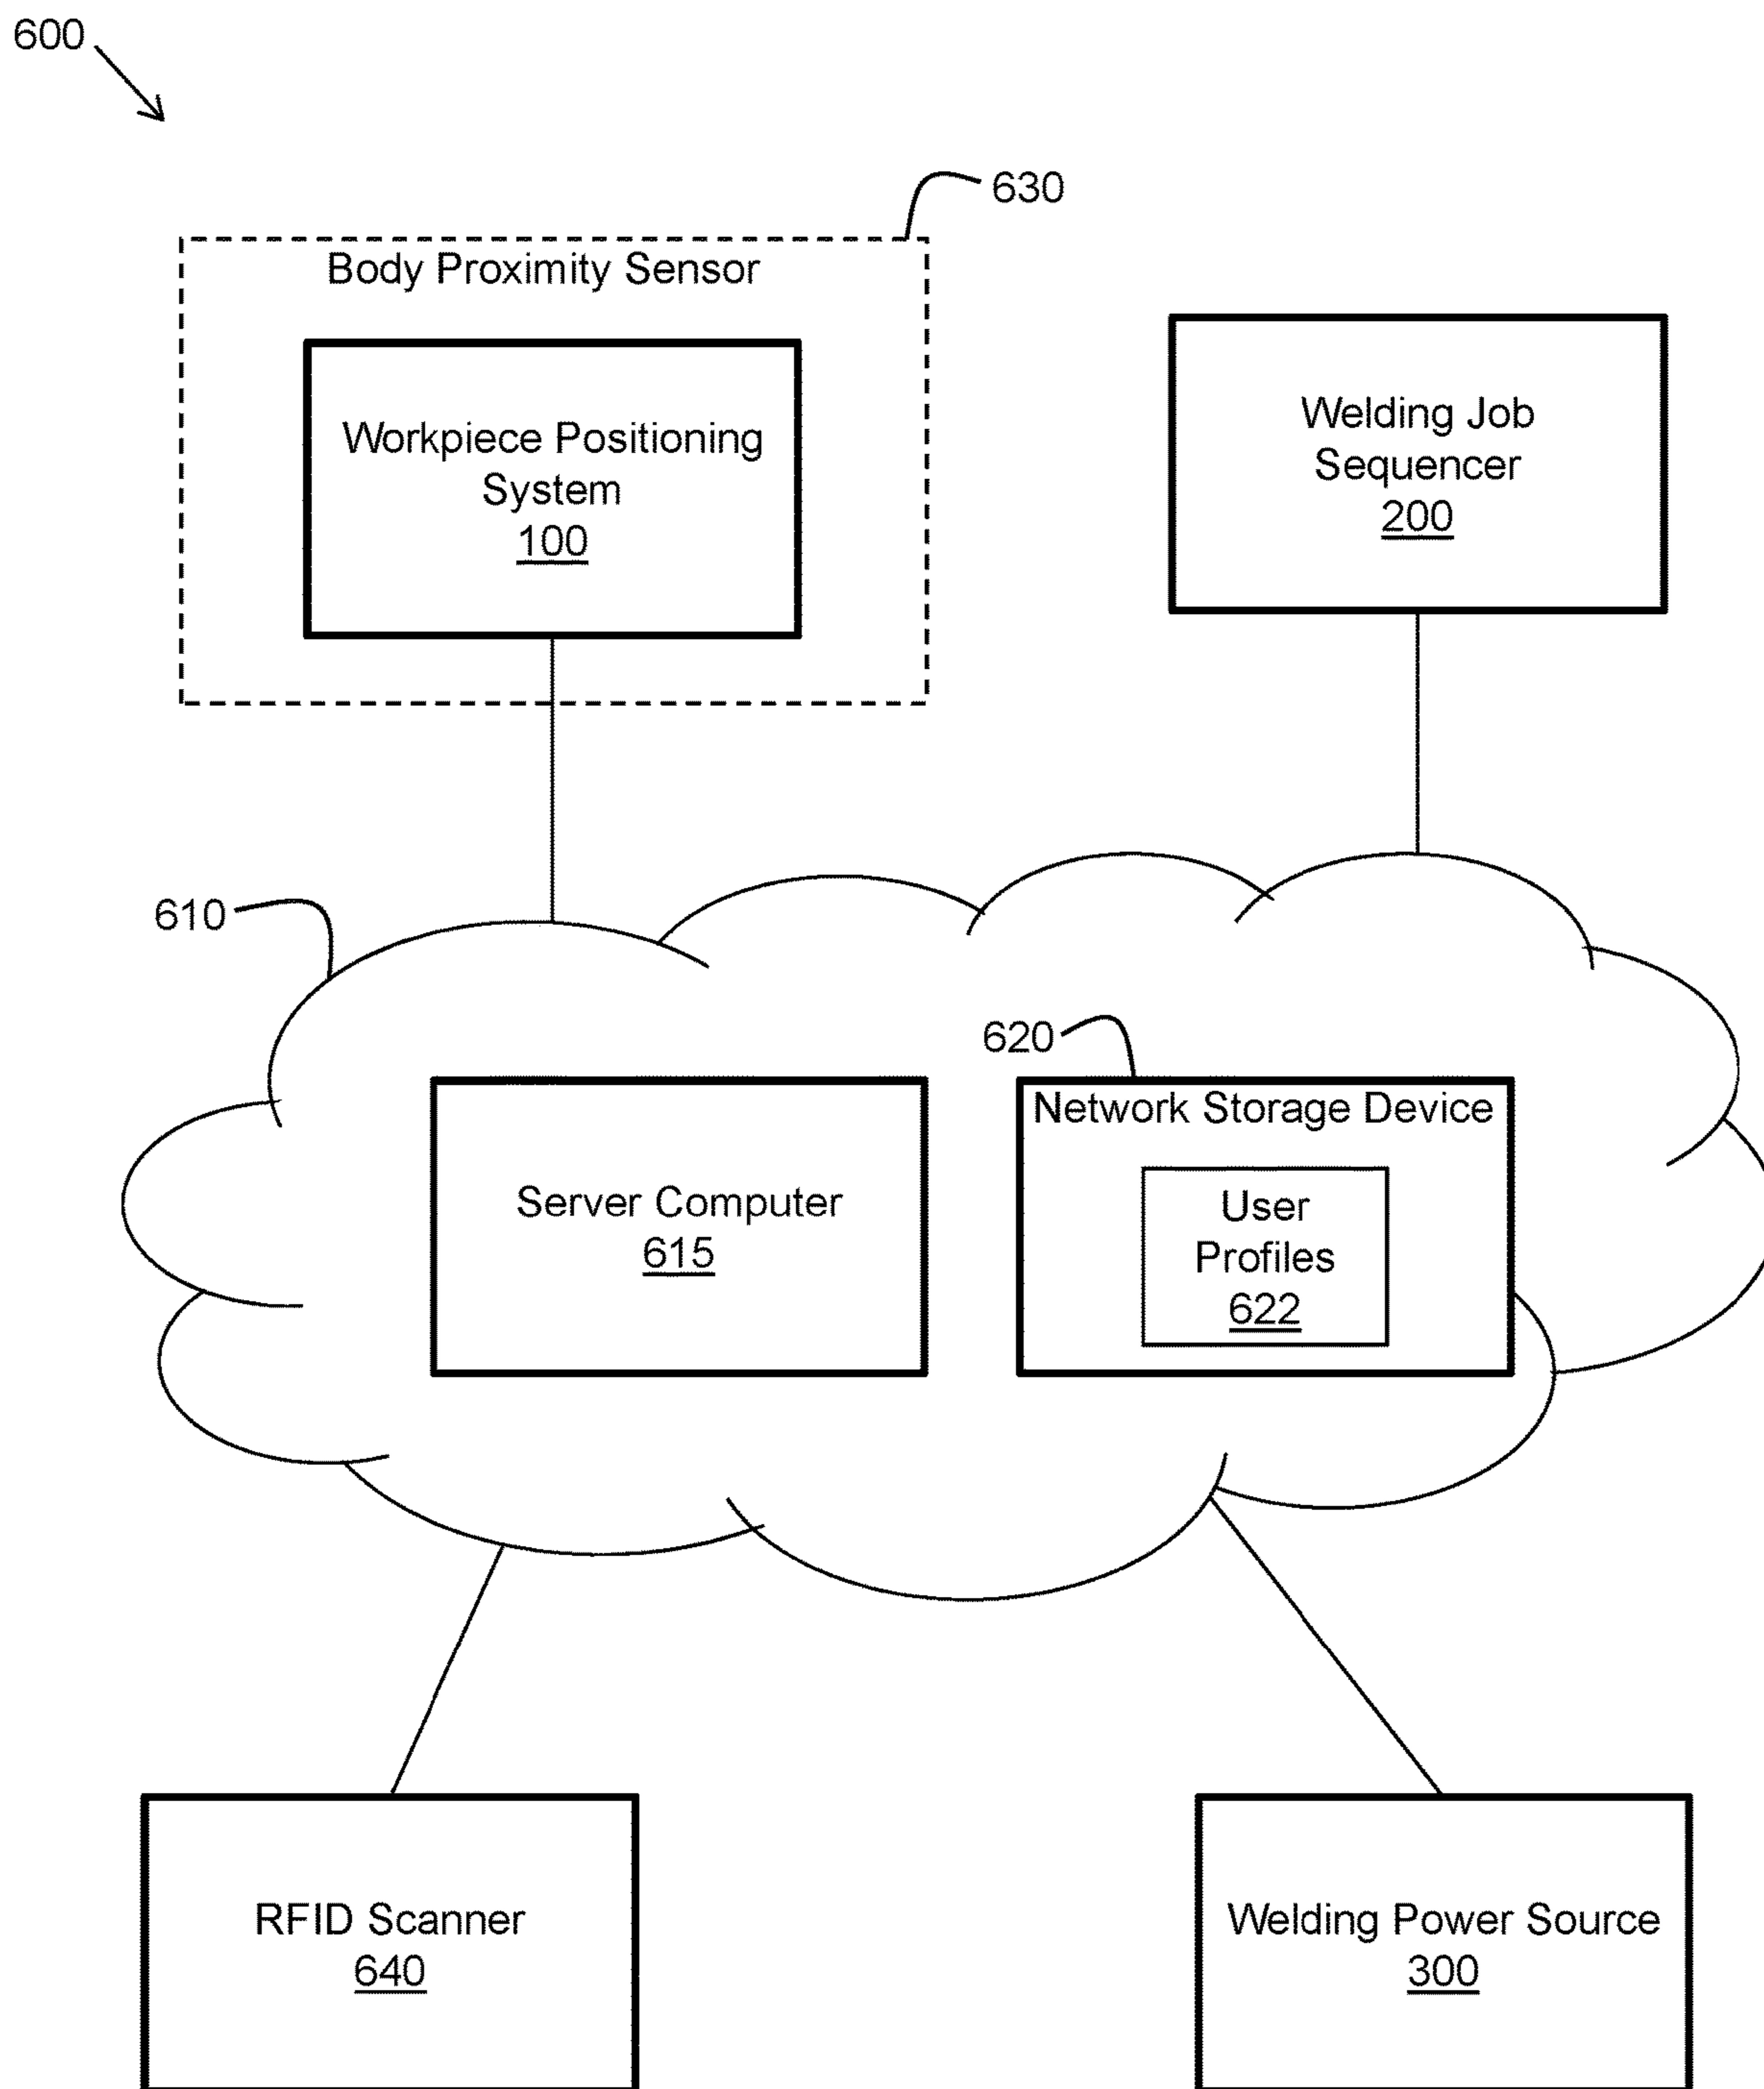 600
630
Body Proximity Sensor
Workpiece Positioning
System
100
Welding Job
Sequencer
200
610
620
Network Storage Device
Server Computer
615
User
Profiles
622
RFID Scanner
640
Welding Power Source
300